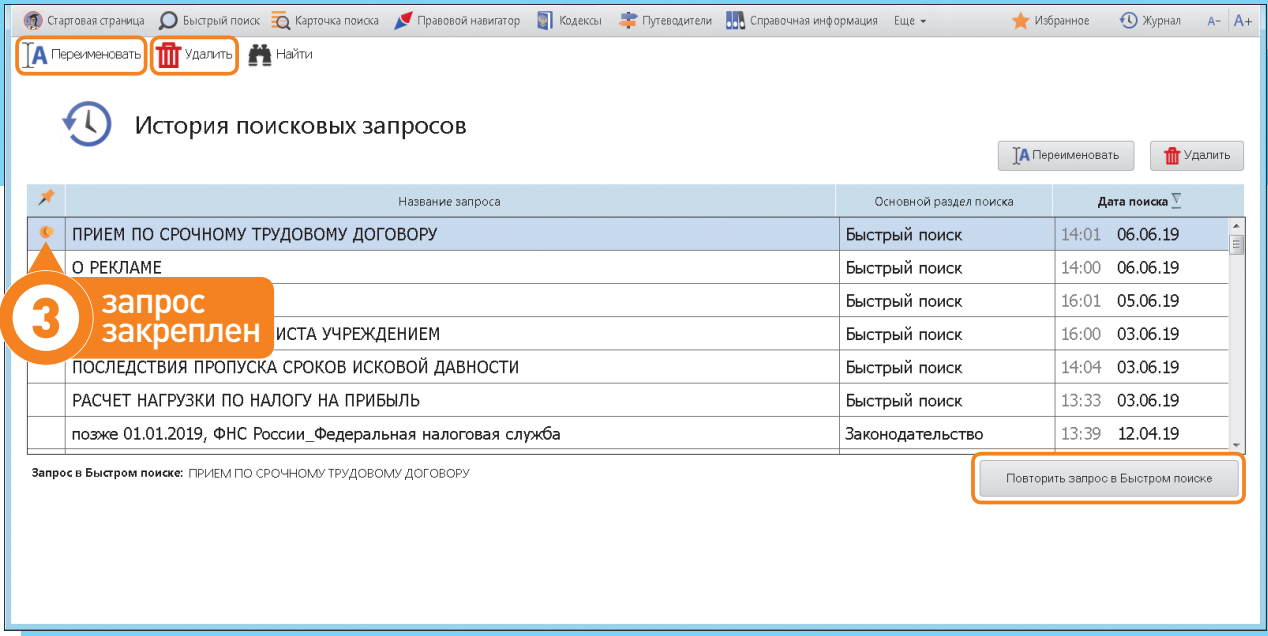 Стартовая страница Быстрый поиск Карточка поиска Правовой навигатор Кодексы Путеводители Справочная информация Еще Избранное Журнал A- A+
Переименовать Удалить Найти
История поисковых запросов
Переименовать Удалить
Название запроса Основной раздел поиска Дата поиска
ПРИЕМ ПО СРОЧНОМУ ТРУДОВОМУ ДОГОВОРУ Быстрый поиск 14:01 06.06.19
О РЕКЛАМЕ Быстрый поиск 14:00 06.06.19
Быстрый поиск 16:01 05.06.19
3 запрос
закреплен
ИСТА УЧРЕЖДЕНИЕМ Быстрый поиск 16:00 03.06.19
ПОСЛЕДСТВИЯ ПРОПУСКА СРОКОВ ИСКОВОЙ ДАВНОСТИ Быстрый поиск 14:04 03.06.19
РАСЧЕТ НАГРУЗКИ ПО НАЛОГУ НА ПРИБЫЛЬ Быстрый поиск 13:33 03.06.19
позже 01.01.2019, ФНС России_Федеральная налоговая служба Законодательство 13:39 12.04.19
Запрос в Быстром поиске: ПРИЕМ ПО СРОЧНОМУ ТРУДОВОМУ ДОГОВОРУ
Повторить запрос в Быстром поиске